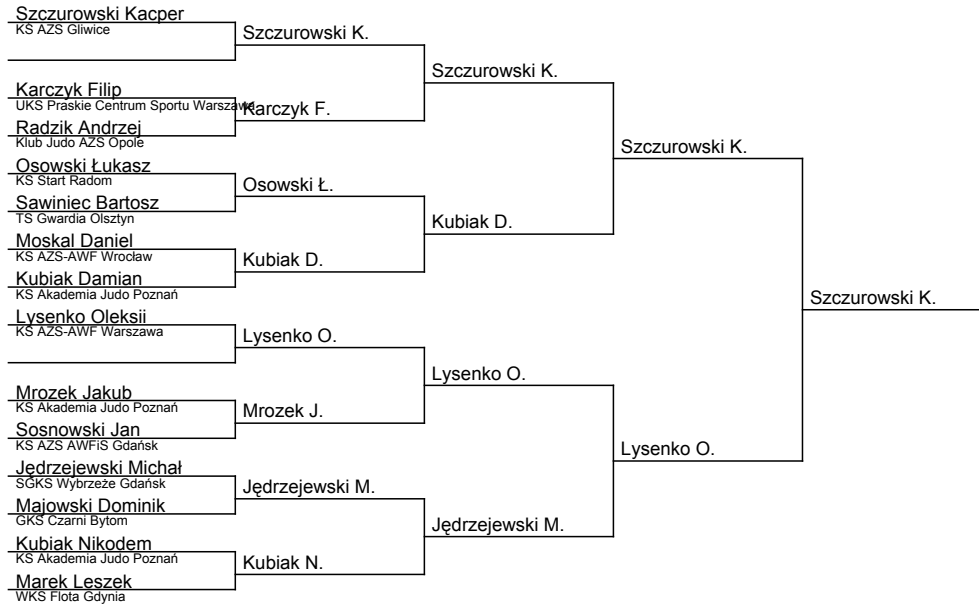 Szczurowski Kacper
KS AZS Gliwice
Szczurowski K.
Szczurowski K.
Karczyk Filip
UKS Praskie Centrum Sportu Warszawa
Karczyk F.
Radzik Andrzej
Klub Judo AZS Opole
Szczurowski K.
Osowski Łukasz
KS Start Radom
Osowski Ł.
Sawiniec Bartosz
TS Gwardia Olsztyn
Kubiak D.
Moskal Daniel
KS AZS-AWF Wrocław
Kubiak D.
Kubiak Damian
KS Akademia Judo Poznań
Szczurowski K.
Lysenko Oleksii
KS AZS-AWF Warszawa
Lysenko O.
Lysenko O.
Mrozek Jakub
KS Akademia Judo Poznań
Mrozek J.
Sosnowski Jan
KS AZS AWFiS Gdańsk
Lysenko O.
Jędrzejewski Michał
SGKS Wybrzeże Gdańsk
Jędrzejewski M.
Majowski Dominik
GKS Czarni Bytom
Jędrzejewski M.
Kubiak Nikodem
KS Akademia Judo Poznań
Kubiak N.
Marek Leszek
WKS Flota Gdynia